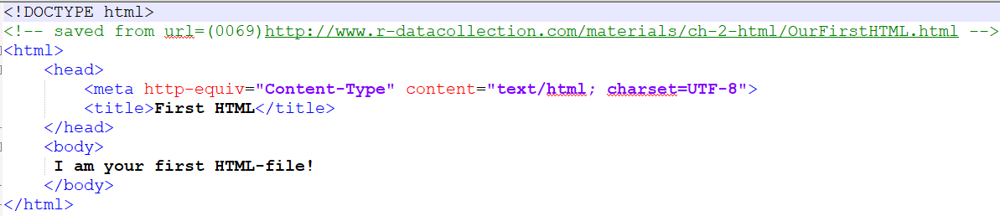 <!DOCTYPE html>
<!-- saved from url=(0069)http://www.r-datacollection.com/materials/ch-2-html/OurFirstHTML.html -->
<html>
    <head>
        <meta http-equiv="Content-Type" content="text/html; charset=UTF-8">
        <title>First HTML</title>
    </head>
    <body>
     I am your first HTML-file!
    </body>
</html>